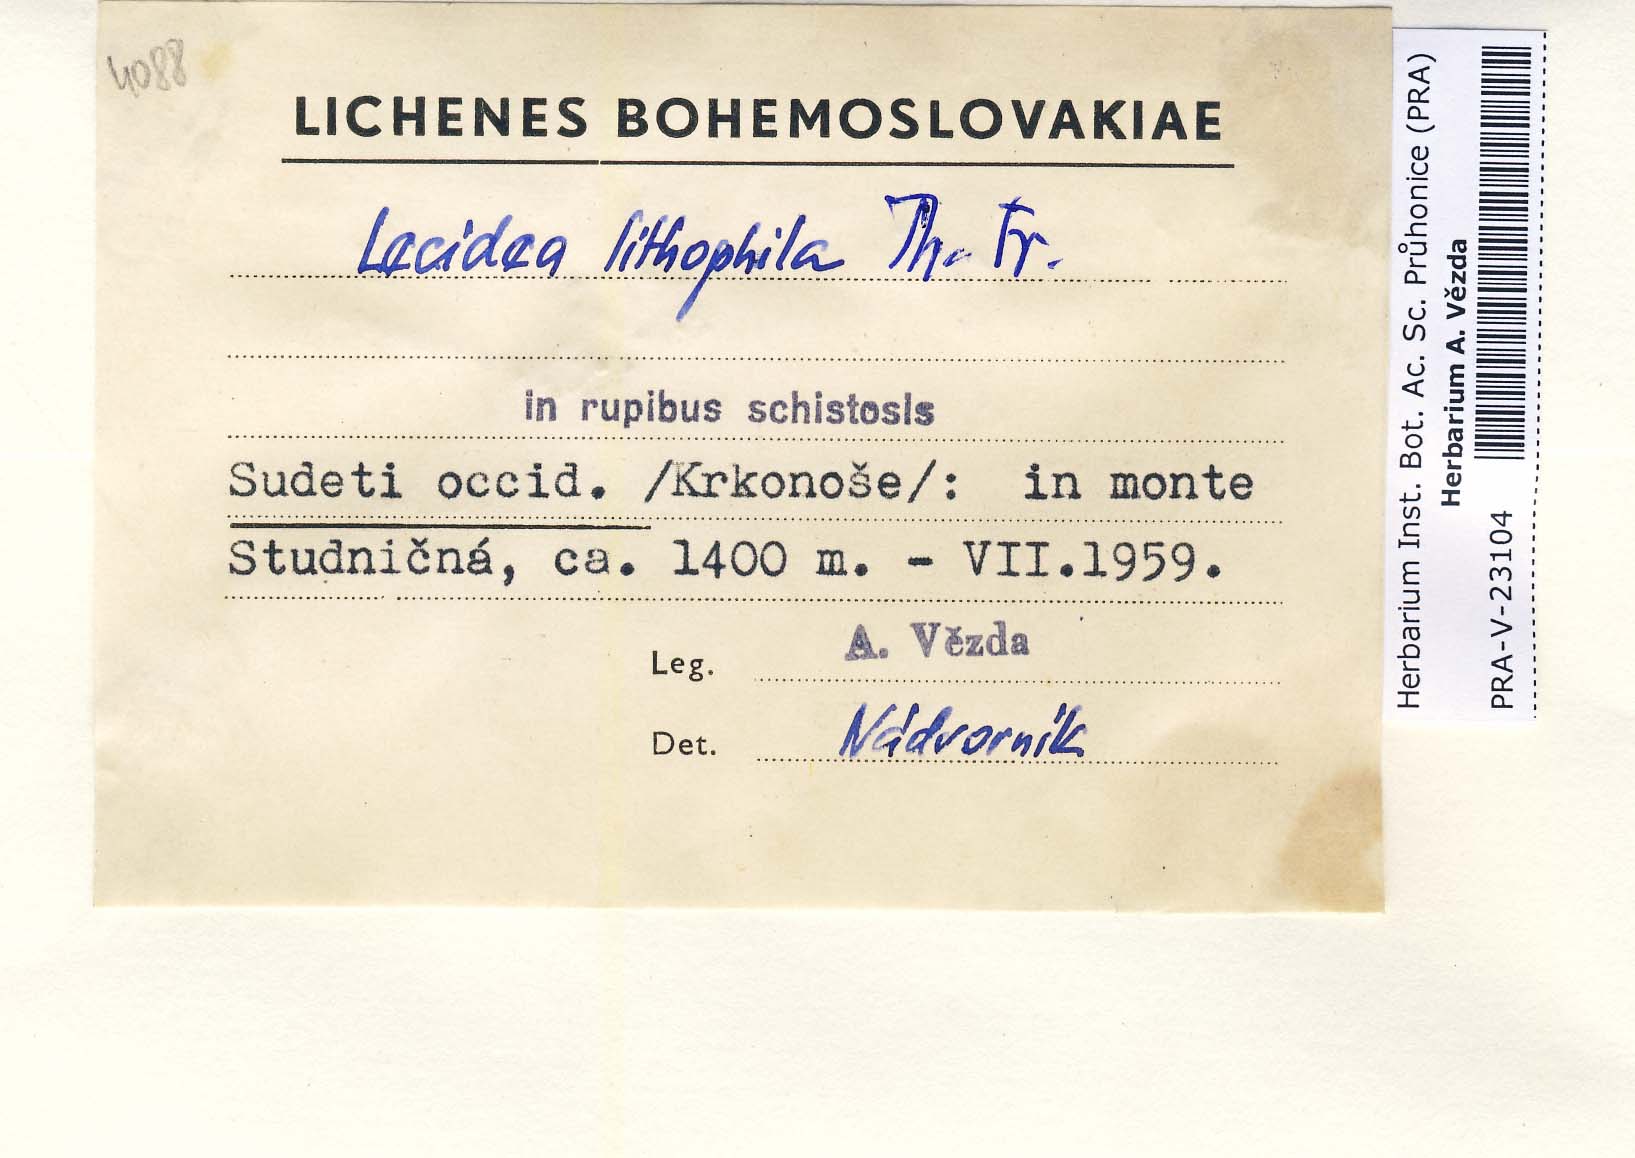 4088
LICHENES BOHEMOSLOVAKIAE
Lecidea lithophila Th. Fr.
in rupibus schistosis
Sudeti occid. /Krkonoše/: in monte
Studničná, ca. 1400 m. - VII.1959.
Leg. A. Vězda
Det. Nádvorník
Herbarium Inst. Bot. Ac. Sc. Průhonice (PRA)
Herbarium A. Vězda
PRA-V-23104